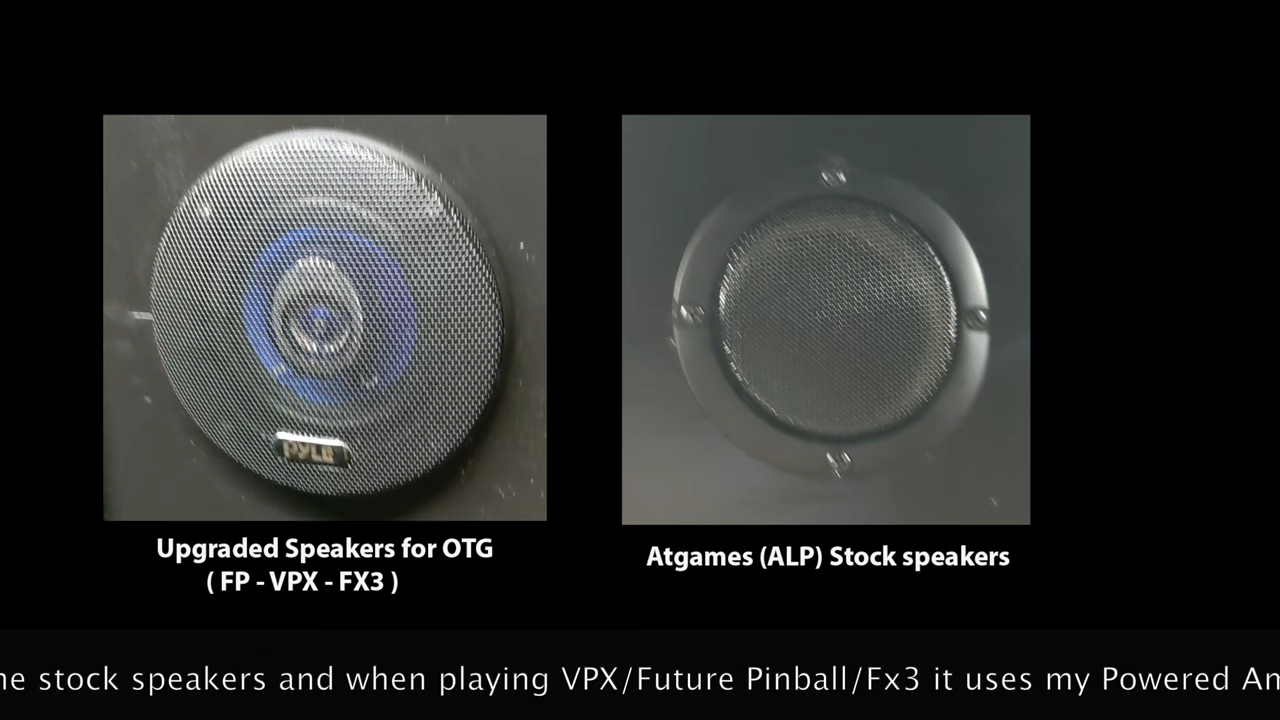 PYLE
Upgraded Speakers for OTG
( FP - VPX - FX3 )
Atgames (ALP) Stock speakers
stock speakers and when playing VPX/Future Pinball/Fx3 it uses my Powered